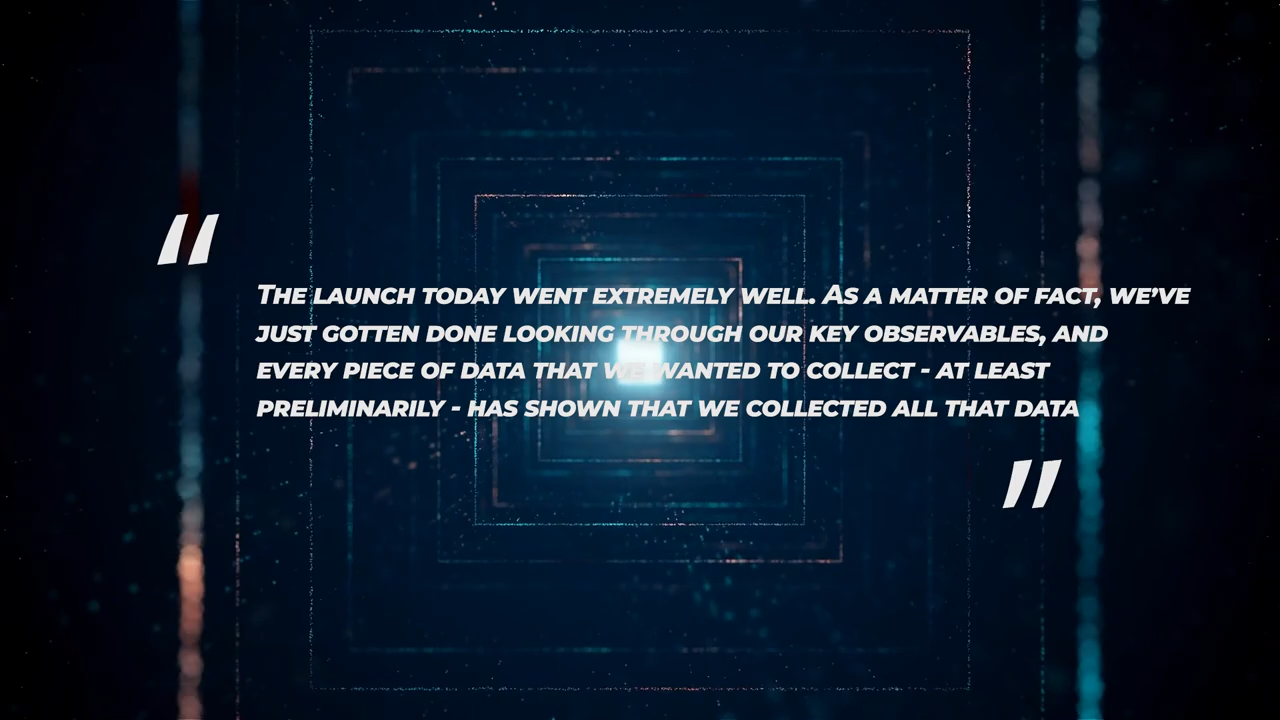 "
The launch today went extremely well. As a matter of fact, we've
just gotten done looking through our key observables, and
every piece of data that we wanted to collect - at least
preliminarily - has shown that we collected all that data
"